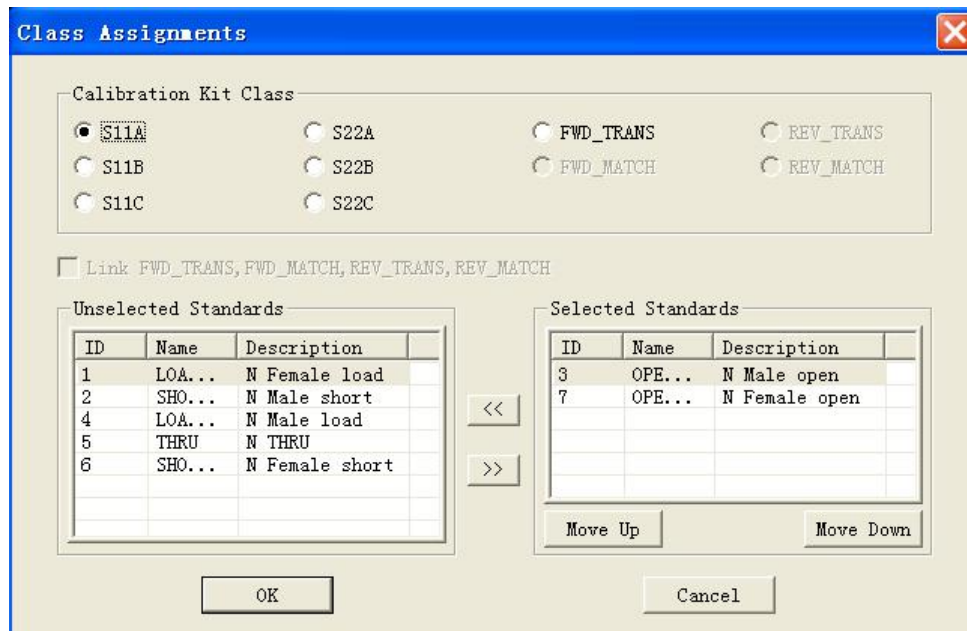 Class Assignments
Calibration Kit Class
S11A S22A FWD_TRANS REV_TRANS
S11B S22B FWD_MATCH REV_MATCH
S11C S22C
Link FWD_TRANS,FWD_MATCH,REV_TRANS,REV_MATCH
Unselected Standards
ID Name Description
1 LOA... N Female load
2 SHO... N Male short
4 LOA... N Male load
5 THRU N THRU
6 SHO... N Female short
<<
>>
Selected Standards
ID Name Description
3 OPE... N Male open
7 OPE... N Female open
Move Up Move Down
OK Cancel